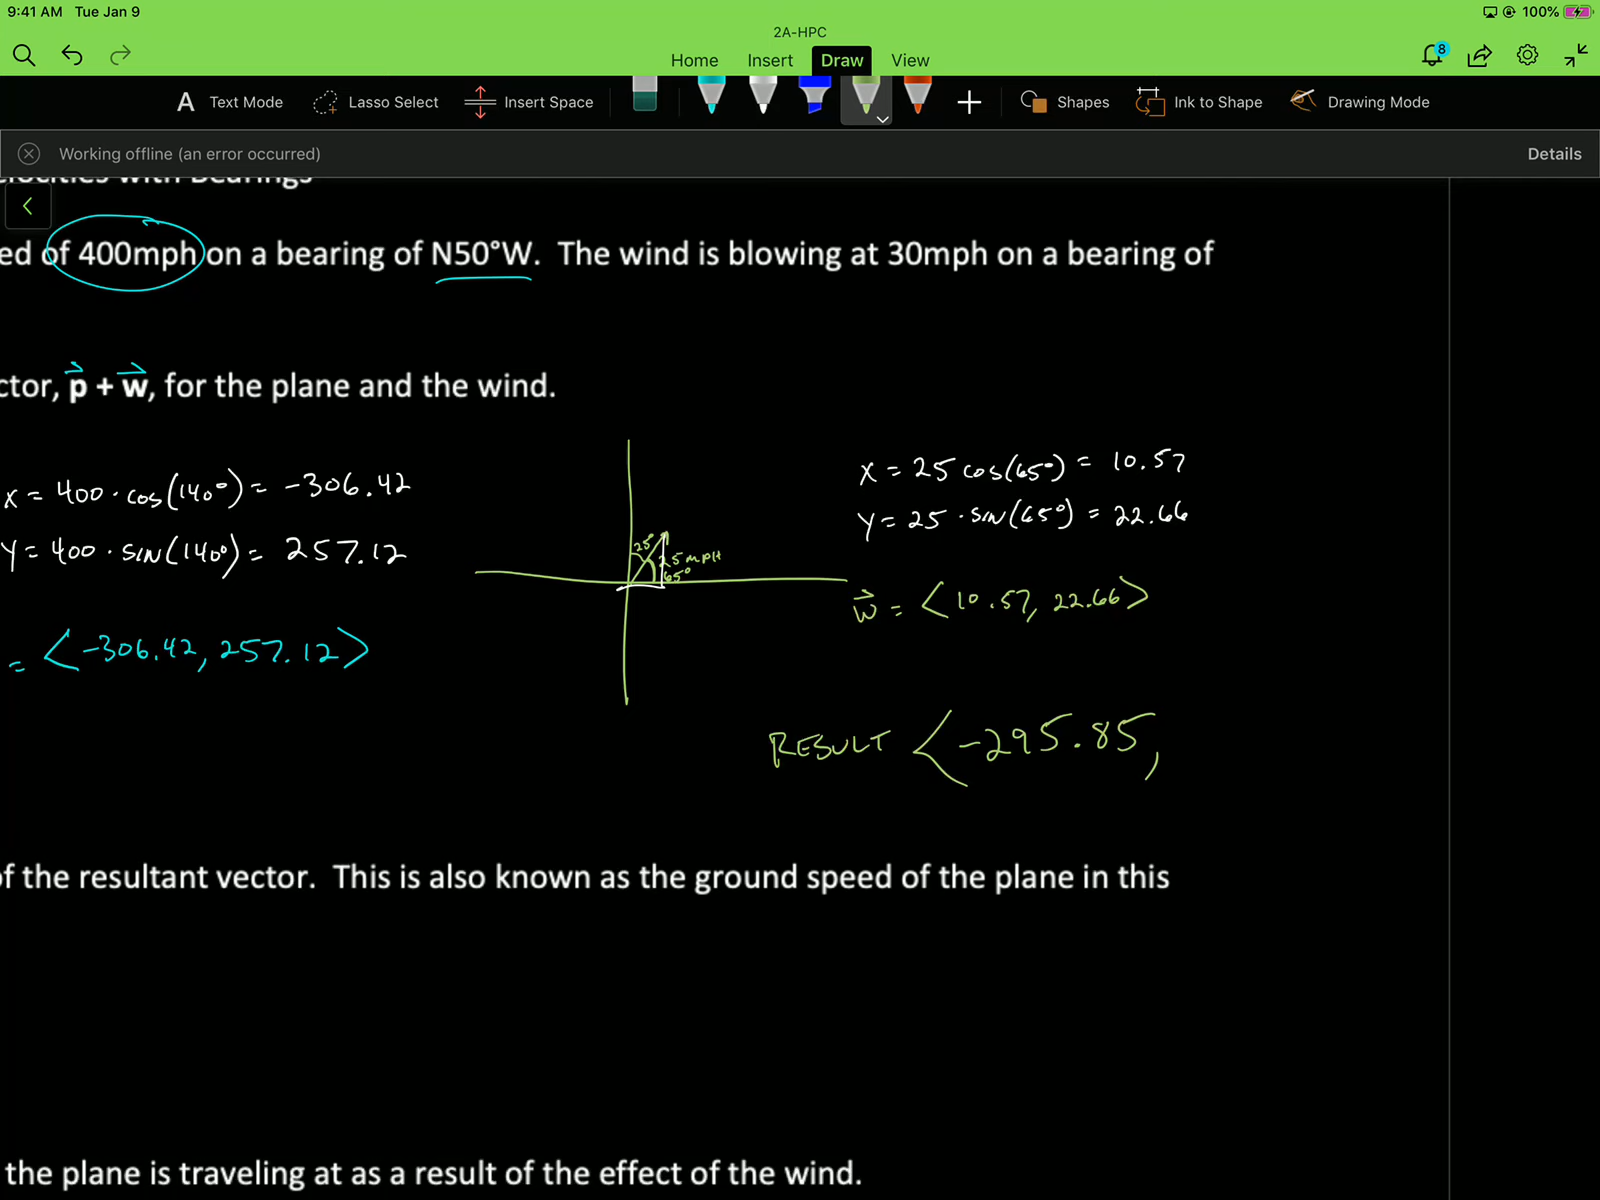 9:41 AM Tue Jan 9
100%
2A-HPC
Home Insert Draw View
8
A Text Mode Lasso Select Insert Space Shapes Ink to Shape Drawing Mode
Working offline (an error occurred) Details
with Bearings
ed of 400mph on a bearing of N50°W. The wind is blowing at 30mph on a bearing of
ctor, p + w, for the plane and the wind.
x = 400 · cos(140°) = -306.42
x = 25 cos(65°) = 10.57
y = 400 · sin(140°) = 257.12
y = 25 · sin(65°) = 22.66
25°
25 mpH
65°
w = <10.57, 22.66>
= <-306.42, 257.12>
RESULT <-295.85,
of the resultant vector. This is also known as the ground speed of the plane in this
the plane is traveling at as a result of the effect of the wind.